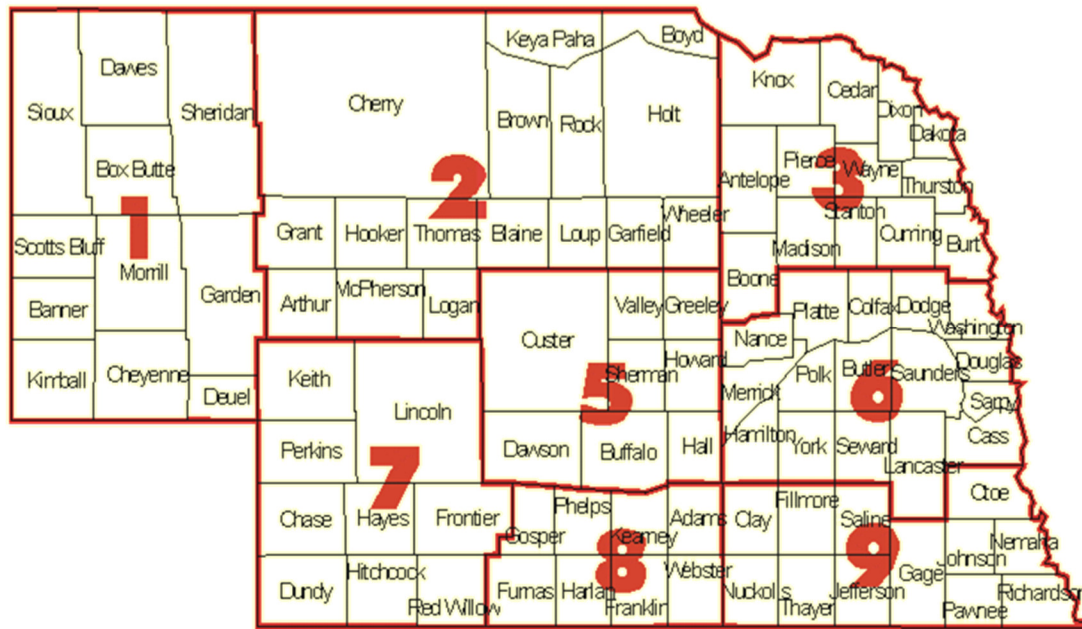 Keya Paha
Boyd
Dawes
Knox
Cedar
Sioux
Sheridan
Cherry
Brown
Rock
Holt
Dixon
Dakota
Box Butte
Antelope
Pierce
Wayne
Thurston
1
2
3
Scotts Bluff
Morrill
Grant
Hooker
Thomas
Blaine
Loup
Garfield
Wheeler
Madison
Stanton
Curring
Burt
Banner
Garden
Arthur
McPherson
Logan
Valley
Greeley
Boone
Platte
Colfax
Dodge
Washington
Kimball
Cheyenne
Deuel
Keith
Lincoln
Custer
Sherman
Howard
Nance
Merrick
Polk
Butler
Saunders
Douglas
Sarpy
5
6
Perkins
7
Dawson
Buffalo
Hall
Hamilton
York
Seward
Lancaster
Cass
Otoe
Chase
Hayes
Frontier
Gosper
Phelps
Kearney
Adams
Clay
Fillmore
Saline
8
9
Dundy
Hitchcock
Red Willow
Furnas
Harlan
Franklin
Webster
Nuckolls
Thayer
Jefferson
Gage
Johnson
Nemaha
Pawnee
Richardson